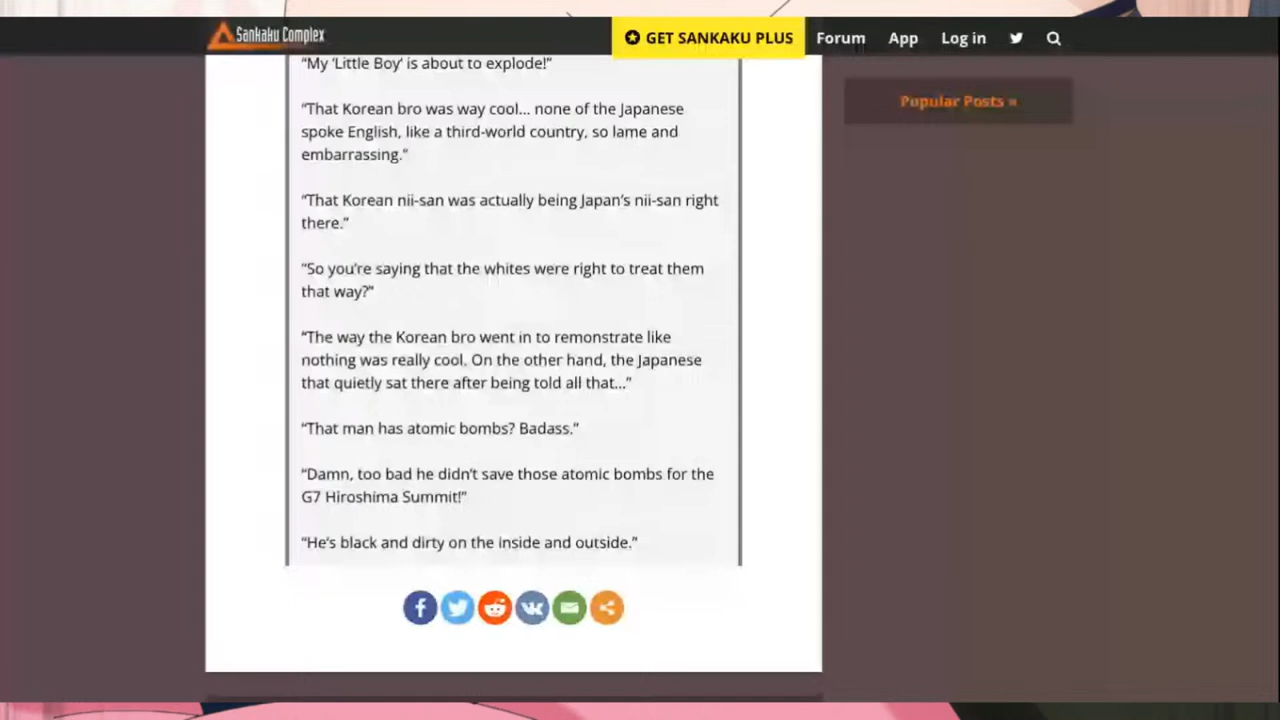 Sankaku Complex
GET SANKAKU PLUS
Forum
App
Log in
"My 'Little Boy' is about to explode!"
Popular Posts »
"That Korean bro was way cool... none of the Japanese
spoke English, like a third-world country, so lame and
embarrassing."
"That Korean nii-san was actually being Japan's nii-san right
there."
"So you're saying that the whites were right to treat them
that way?"
"The way the Korean bro went in to remonstrate like
nothing was really cool. On the other hand, the Japanese
that quietly sat there after being told all that..."
"That man has atomic bombs? Badass."
"Damn, too bad he didn't save those atomic bombs for the
G7 Hiroshima Summit!"
"He's black and dirty on the inside and outside."